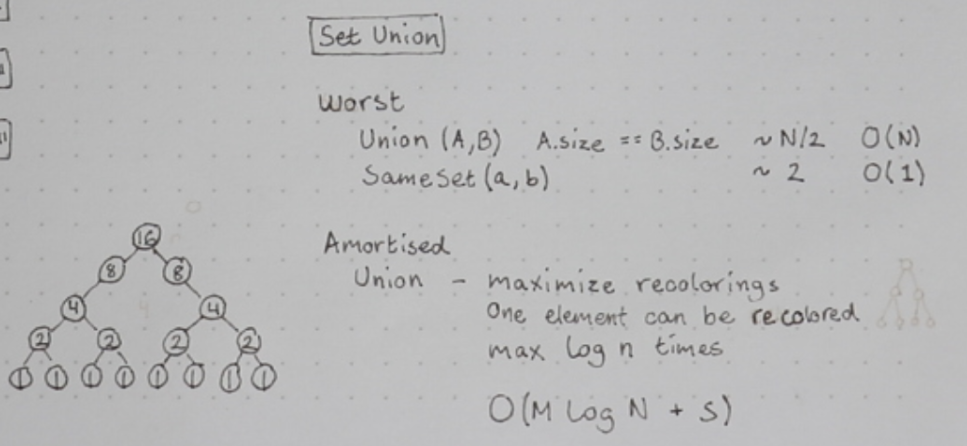 Set Union
Worst
Union (A,B) A.size == B.size ~ N/2 O(N)
SameSet (a, b) ~ 2 O(1)
Amortised
Union - maximize recolorings
One element can be recolored
max log n times
O(M log N + S)
16
8 8
4 4
2 2 2 2
1 1 1 1 1 1 1 1